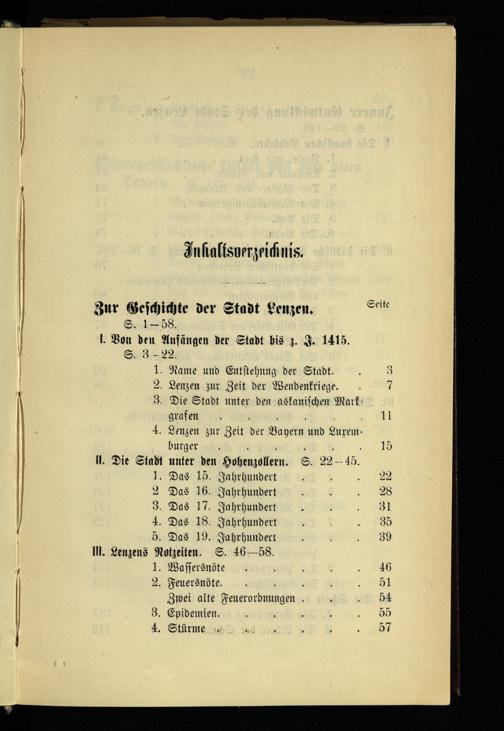 Inhaltsverzeichnis.
Zur Geschichte der Stadt Lenzen. Seite
S. 1—58.
I. Von den Anfängen der Stadt bis z. J. 1415.
S. 3-22.
1. Name und Entstehung der Stadt. . 3
2. Lenzen zur Zeit der Wendenkriege. . 7
3. Die Stadt unter den askanischen Mark-
grafen . . . . . 11
4. Lenzen zur Zeit der Bayern und Luxem-
burger . . . . . 15
II. Die Stadt unter den Hohenzollern. S. 22—45.
1. Das 15. Jahrhundert . . . 22
2 Das 16. Jahrhundert . . . 28
3. Das 17. Jahrhundert . . . 31
4. Das 18. Jahrhundert . . . 35
5. Das 19. Jahrhundert . . . 39
III. Lenzens Notzeiten. S. 46—58.
1. Wassersnöte . . . . . 46
2. Feuersnöte. . . . . . 51
Zwei alte Feuerordnungen . . . 54
3. Epidemien. . . . . . 55
4. Stürme . . . . . . 57